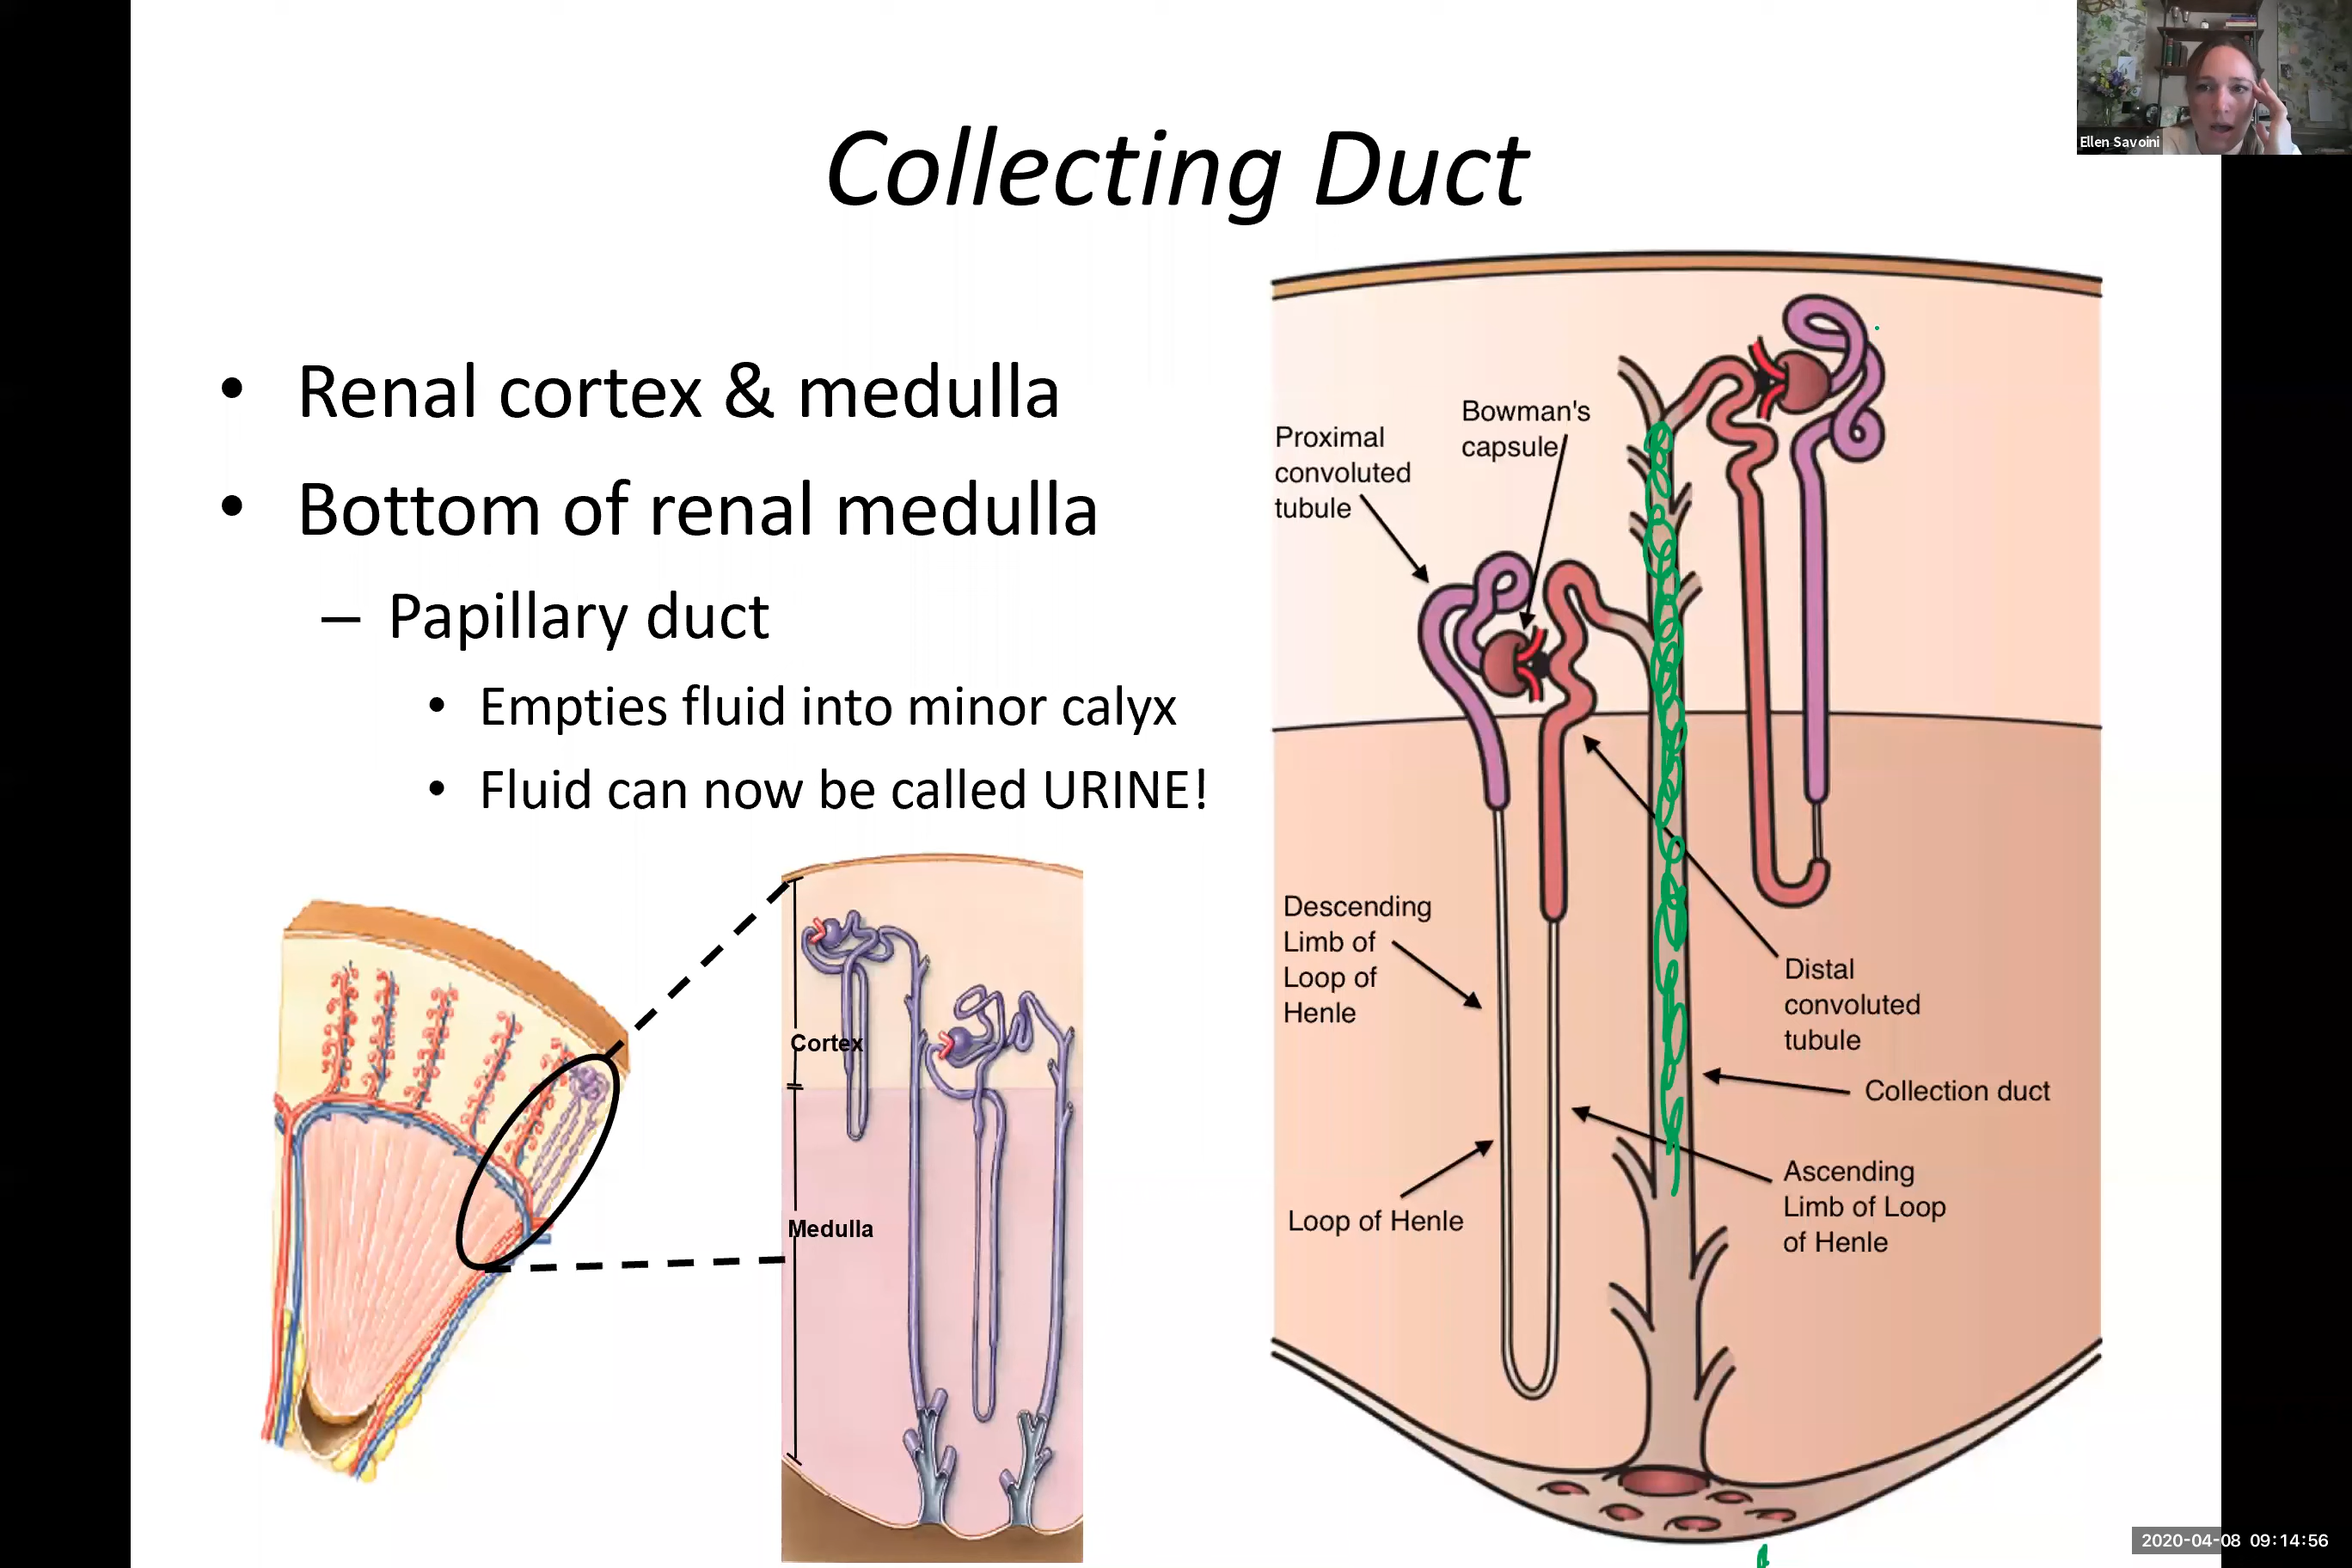 Ellen Savoini
Collecting Duct
• Renal cortex & medulla
• Bottom of renal medulla
– Papillary duct
• Empties fluid into minor calyx
• Fluid can now be called URINE!
Cortex
Medulla
Proximal
convoluted
tubule
Bowman's
capsule
Descending
Limb of
Loop of
Henle
Loop of Henle
Distal
convoluted
tubule
Collection duct
Ascending
Limb of Loop
of Henle
2020-04-08 09:14:56